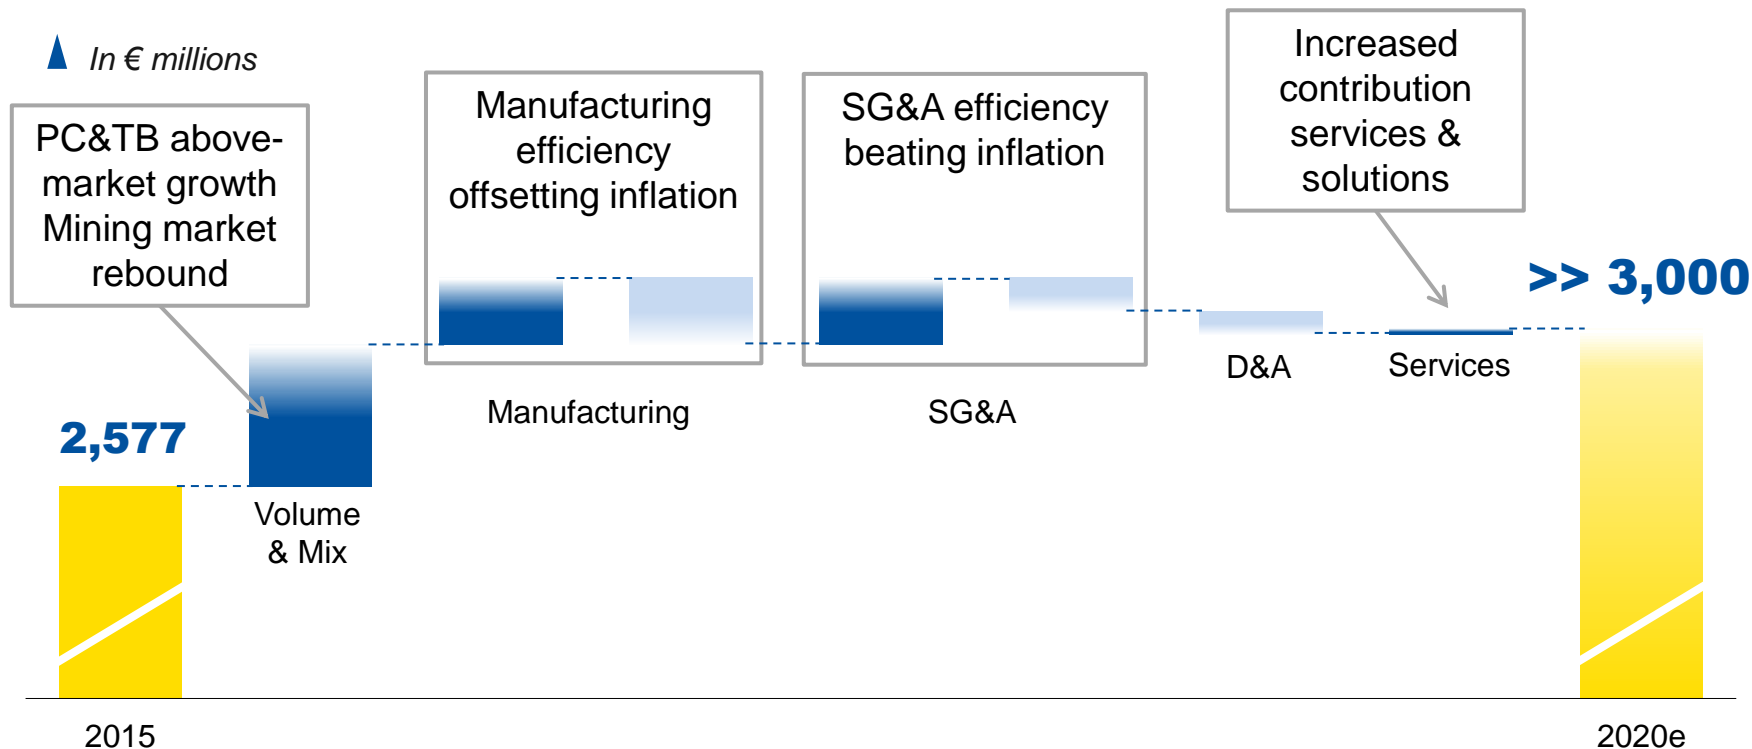 In € millions
PC&TB above-
market growth
Mining market
rebound
Manufacturing
efficiency
offsetting inflation
SG&A efficiency
beating inflation
Increased
contribution
services &
solutions
2,577
>> 3,000
Volume
& Mix
Manufacturing
SG&A
D&A
Services
2015
2020e